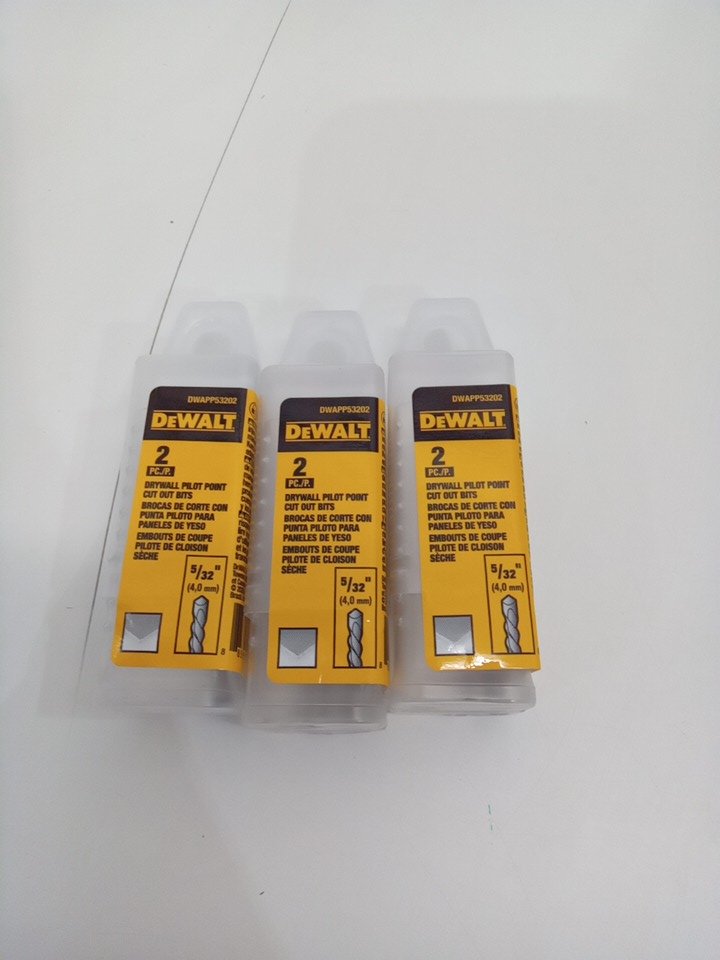 DWAPP53202
DEWALT
2
PC./P.
DRYWALL PILOT POINT
CUT OUT BITS
BROCAS DE CORTE CON
PUNTA PILOTO PARA
PANELES DE YESO
EMBOUTS DE COUPE
PILOTE DE CLOISON
SÈCHE
5/32"
(4,0 mm)
8
DWAPP53202
DEWALT
2
PC./P.
DRYWALL PILOT POINT
CUT OUT BITS
BROCAS DE CORTE CON
PUNTA PILOTO PARA
PANELES DE YESO
EMBOUTS DE COUPE
PILOTE DE CLOISON
SÈCHE
5/32"
(4,0 mm)
8
DWAPP53202
DEWALT
2
PC./P.
DRYWALL PILOT POINT
CUT OUT BITS
BROCAS DE CORTE CON
PUNTA PILOTO PARA
PANELES DE YESO
EMBOUTS DE COUPE
PILOTE DE CLOISON
SÈCHE
5/32"
(4,0 mm)